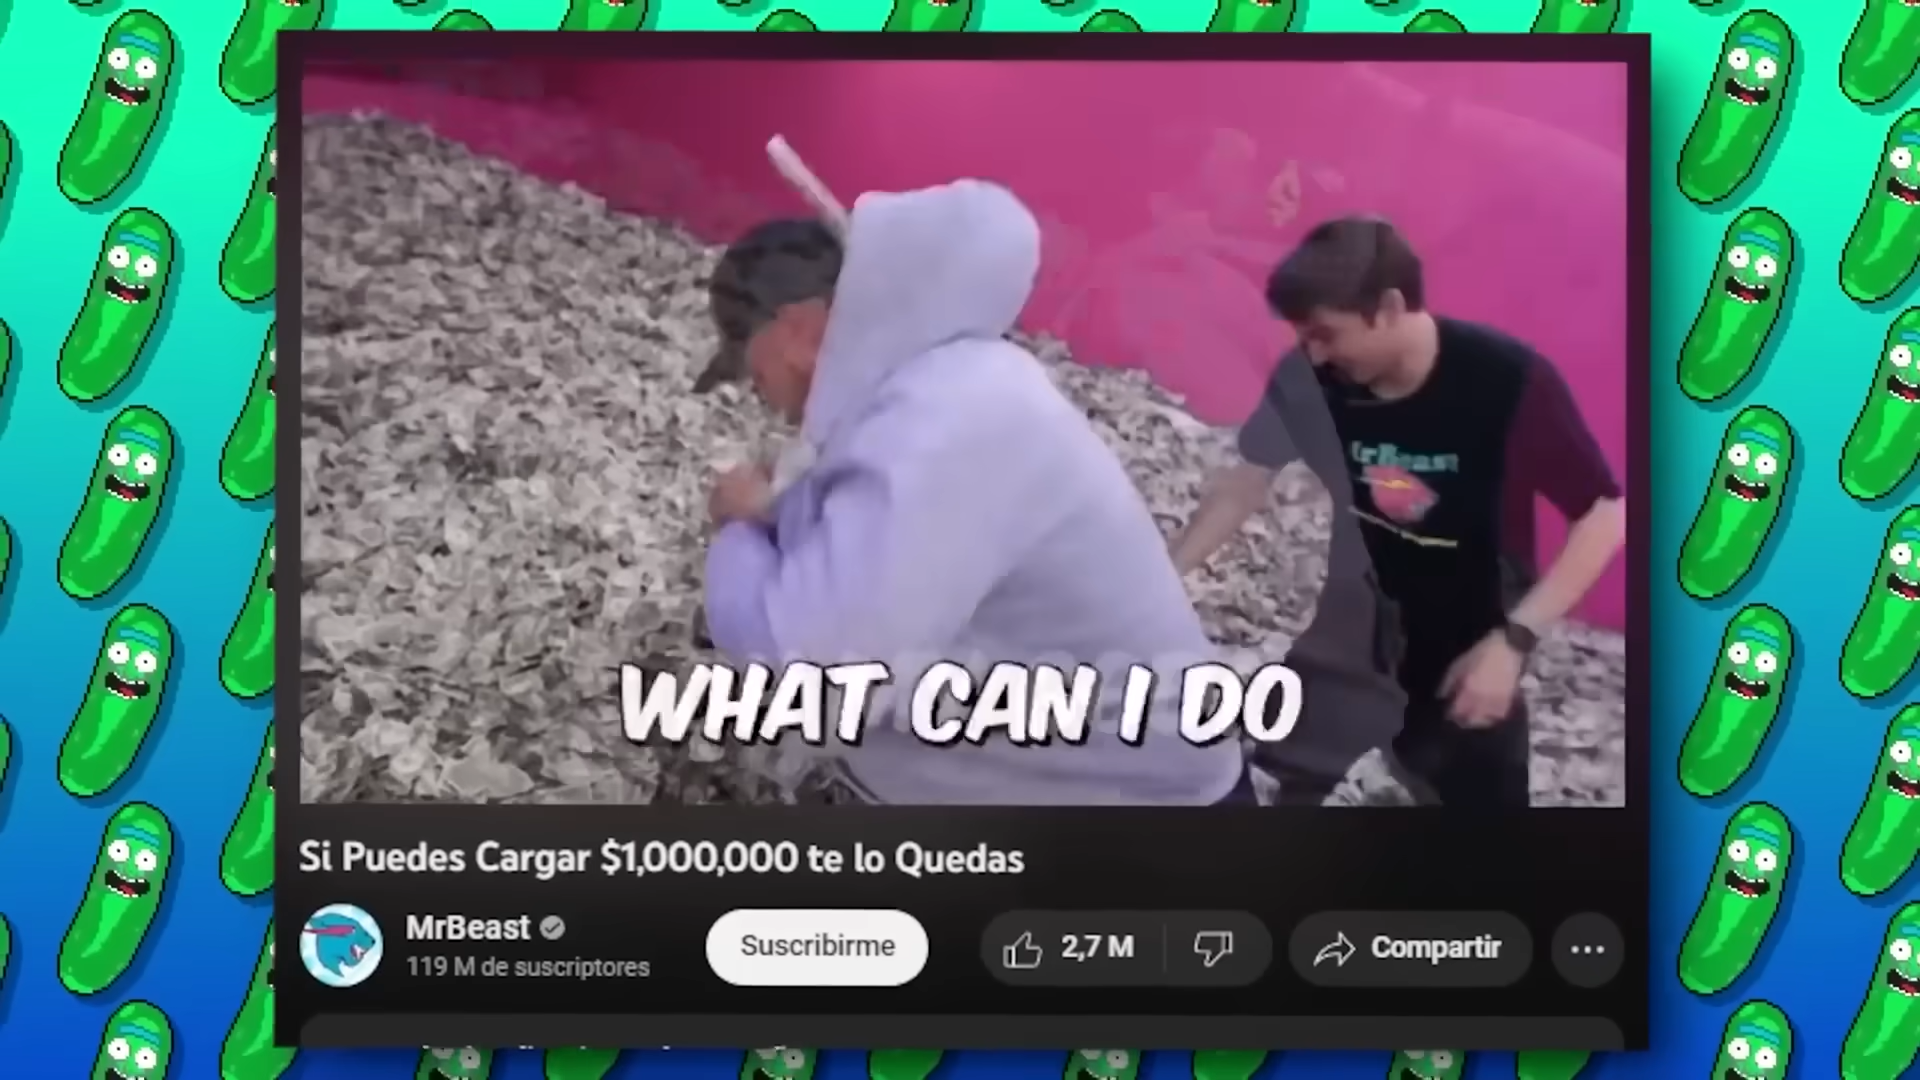 WHAT CAN I DO
Si Puedes Cargar $1,000,000 te lo Quedas
MrBeast
119 M de suscriptores
Suscribirme
2,7 M
Compartir